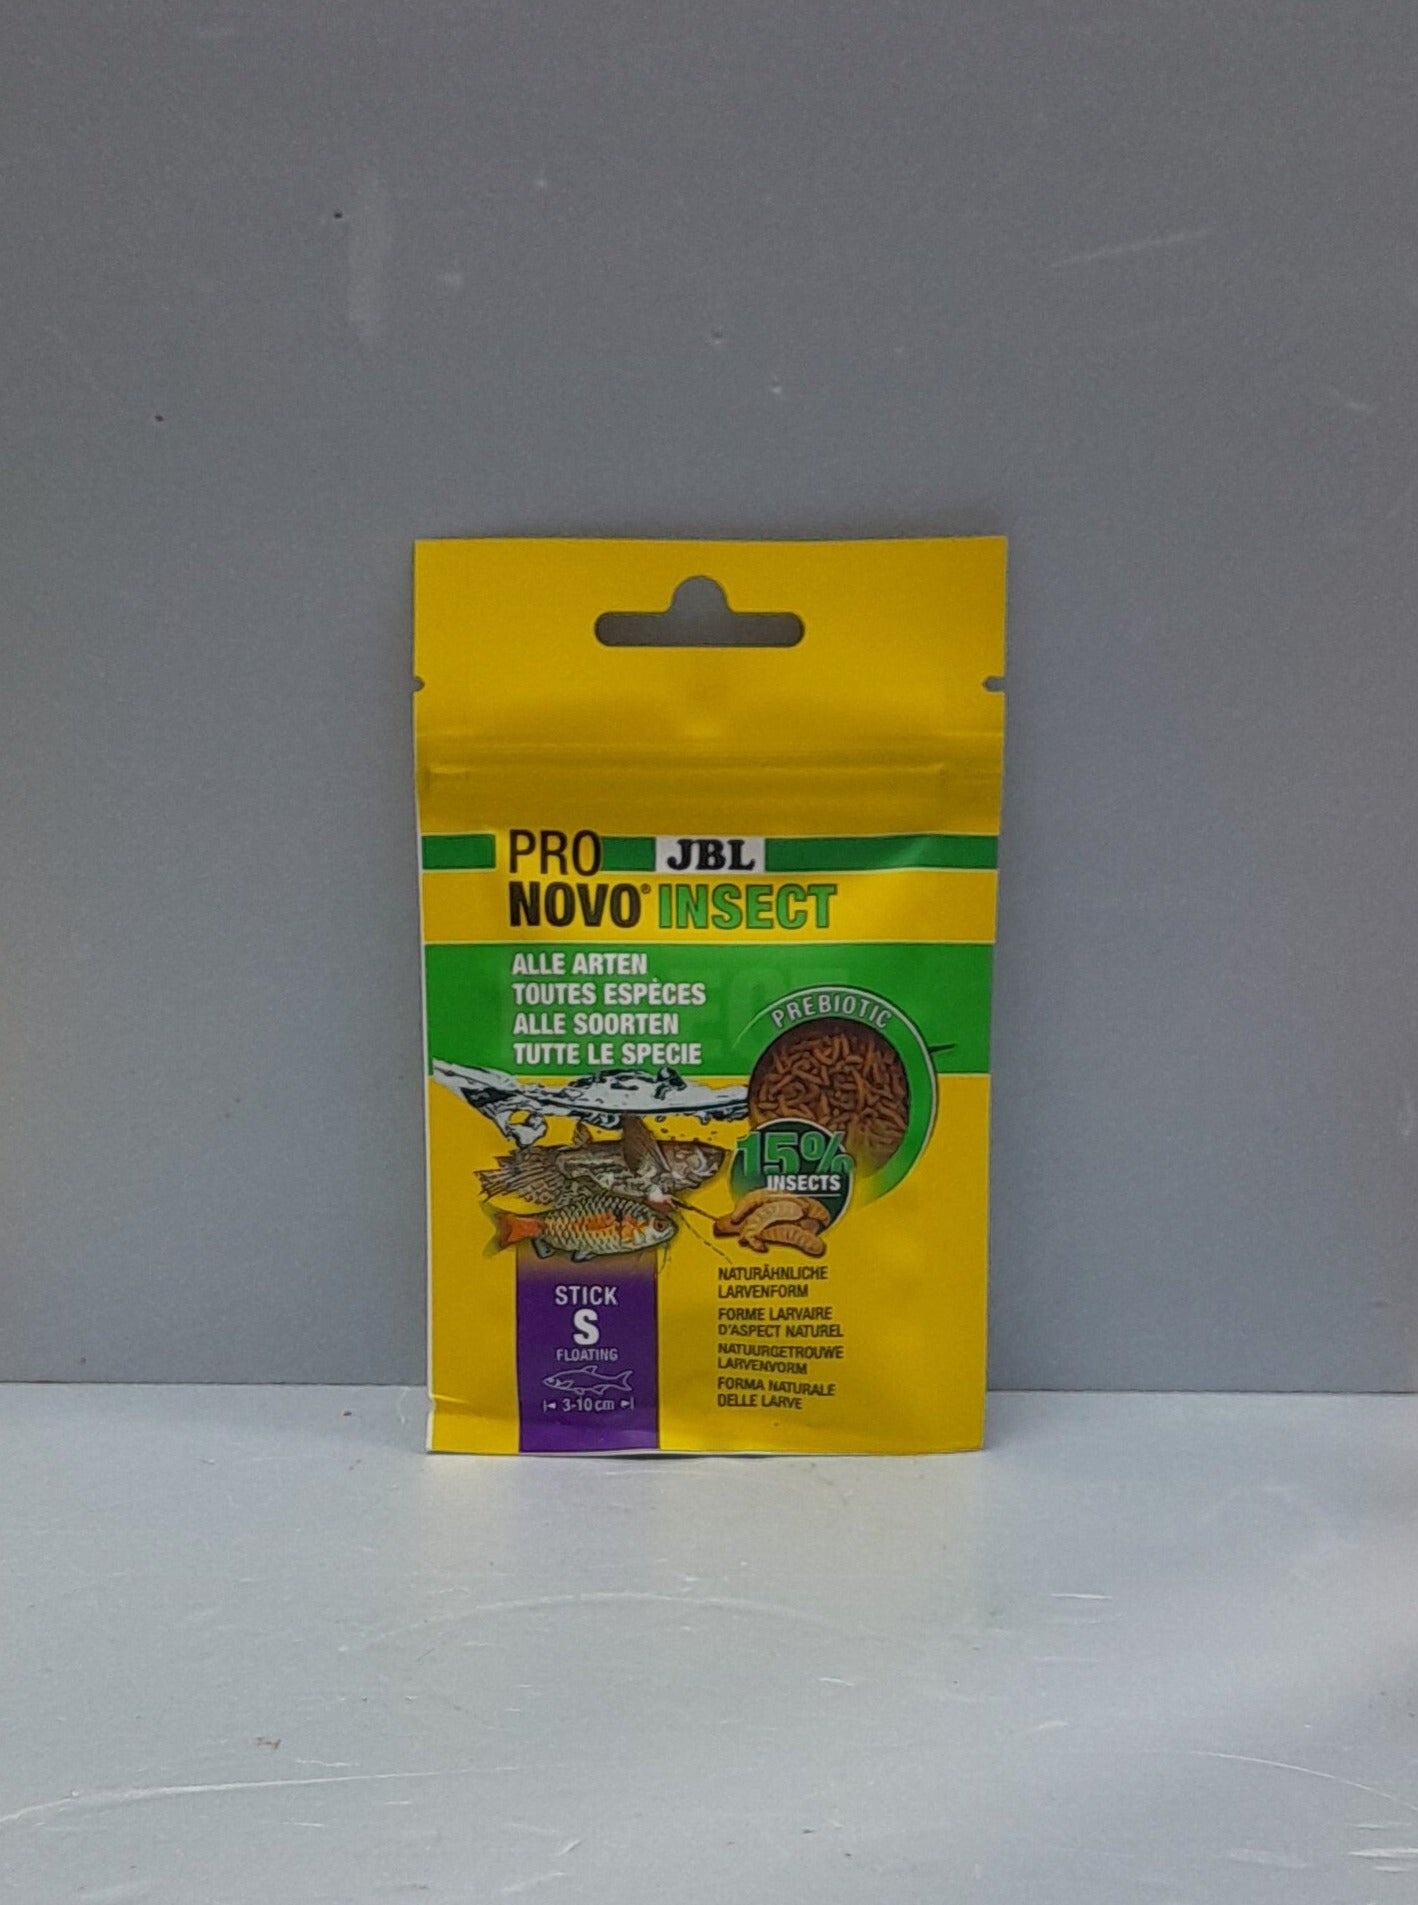 PRO JBL
NOVO® INSECT
ALLE ARTEN
TOUTES ESPÈCES
ALLE SOORTEN
TUTTE LE SPECIE
PREBIOTIC
15%
INSECTS
NATURÄHNLICHE
LARVENFORM
FORME LARVAIRE
D'ASPECT NATUREL
NATUURGETROUWE
LARVENVORM
FORMA NATURALE
DELLE LARVE
STICK
S
FLOATING
3-10 cm